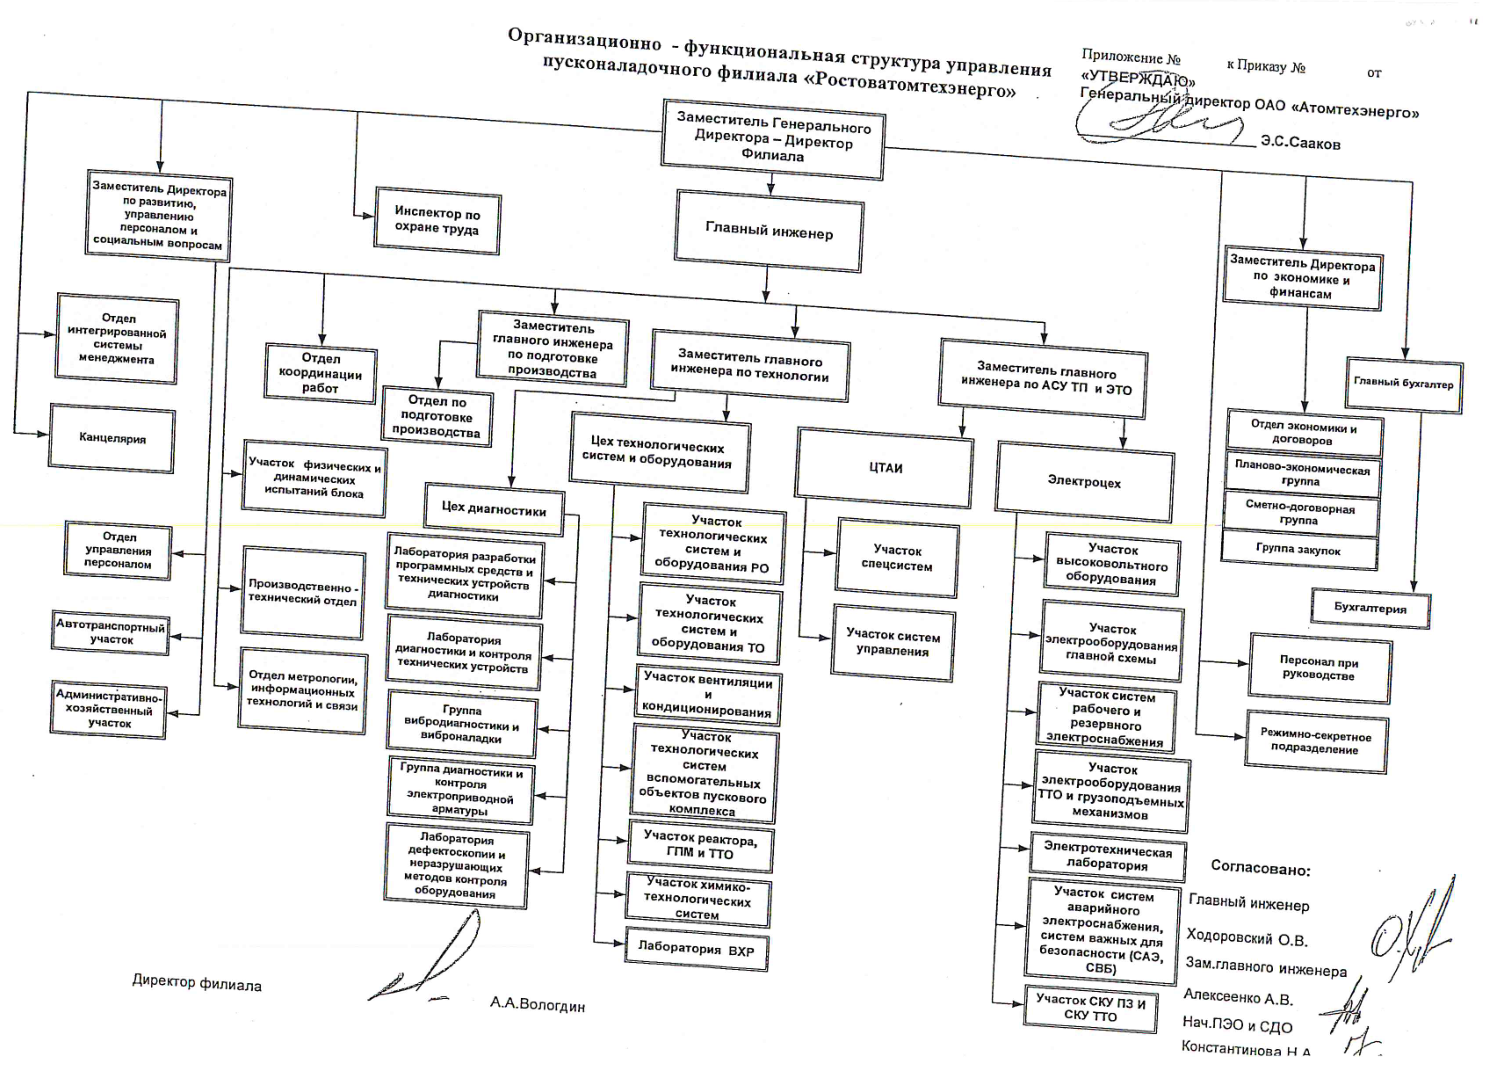 Организационно - функциональная структура управления
пусконаладочного филиала «Ростоватомтехэнерго»
Приложение № к Приказу № от
«УТВЕРЖДАЮ»
Генеральный директор ОАО «Атомтехэнерго»
Э.С.Сааков
Заместитель Генерального
Директора – Директор
Филиала
Заместитель Директора
по развитию,
управлению
персоналом и
социальным вопросам
Инспектор по
охране труда
Главный инженер
Заместитель Директора
по экономике и
финансам
Отдел
интегрированной
системы
менеджмента
Отдел
координации
работ
Заместитель
главного инженера
по подготовке
производства
Заместитель главного
инженера по технологии
Заместитель главного
инженера по АСУ ТП и ЭТО
Главный бухгалтер
Канцелярия
Отдел по
подготовке
производства
Участок физических и
динамических
испытаний блока
Цех диагностики
Цех технологических
систем и оборудования
ЦТАИ
Электроцех
Отдел экономики и
договоров
Планово-экономическая
группа
Сметно-договорная
группа
Группа закупок
Бухгалтерия
Отдел
управления
персоналом
Автотранспортный
участок
Административно-
хозяйственный
участок
Производственно -
технический отдел
Отдел метрологии,
информационных
технологий и связи
Лаборатория разработки
программных средств и
технических устройств
диагностики
Лаборатория
диагностики и контроля
технических устройств
Группа
вибродиагностики и
виброналадки
Группа диагностики и
контроля
электроприводной
арматуры
Лаборатория
дефектоскопии и
неразрушающих
методов контроля
оборудования
Участок
технологических
систем и
оборудования РО
Участок
технологических
систем и
оборудования ТО
Участок вентиляции
и
кондиционирования
Участок
технологических
систем
вспомогательных
объектов пускового
комплекса
Участок реактора,
ГПМ и ТТО
Участок химико-
технологических
систем
Лаборатория ВХР
Участок
спецсистем
Участок систем
управления
Участок
высоковольтного
оборудования
Участок
электрооборудования
главной схемы
Участок систем
рабочего и
резервного
электроснабжения
Участок
электрооборудования
ТТО и грузоподъемных
механизмов
Электротехническая
лаборатория
Участок систем
аварийного
электроснабжения,
систем важных для
безопасности (САЭ,
СВБ)
Участок СКУ ПЗ И
СКУ ТТО
Персонал при
руководстве
Режимно-секретное
подразделение
Согласовано:
Главный инженер
Ходоровский О.В.
Зам.главного инженера
Алексеенко А.В.
Нач.ПЭО и СДО
Константинова Н.А
Директор филиала
А.А.Вологдин